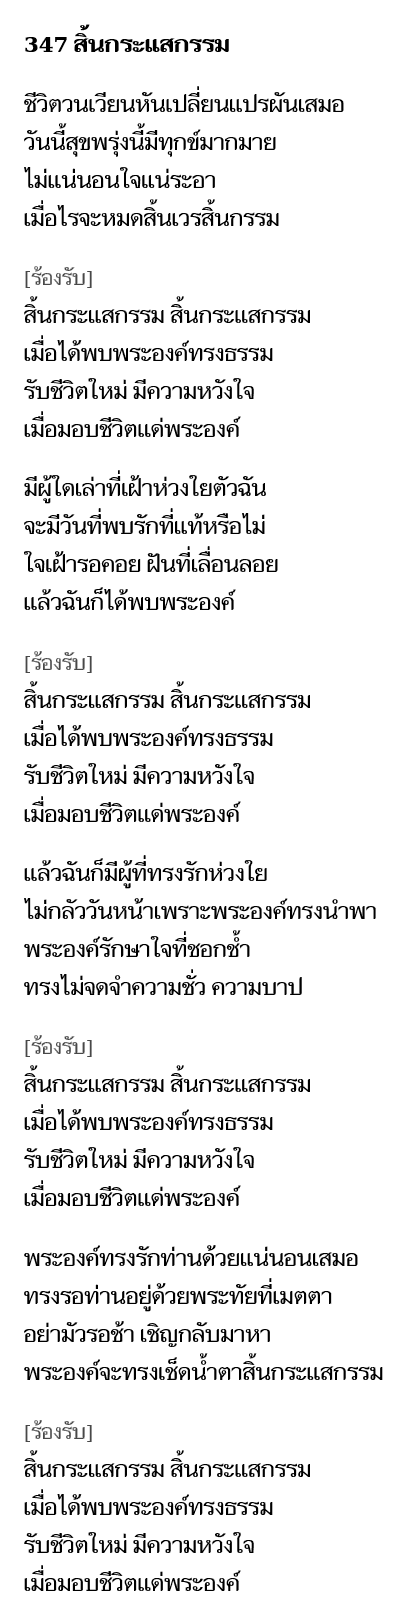 347 สิ้นกระแสกรรม
ชีวิตวนเวียนหันเปลี่ยนแปรผันเสมอ
วันนี้สุขพรุ่งนี้มีทุกข์มากมาย
ไม่แน่นอนใจแน่ระอา
เมื่อไรจะหมดสิ้นเวรสิ้นกรรม
[ร้องรับ]
สิ้นกระแสกรรม สิ้นกระแสกรรม
เมื่อได้พบพระองค์ทรงธรรม
รับชีวิตใหม่ มีความหวังใจ
เมื่อมอบชีวิตแด่พระองค์
มีผู้ใดเล่าที่เฝ้าห่วงใยตัวฉัน
จะมีวันที่พบรักที่แท้หรือไม่
ใจเฝ้ารอคอย ฝันที่เลื่อนลอย
แล้วฉันก็ได้พบพระองค์
[ร้องรับ]
สิ้นกระแสกรรม สิ้นกระแสกรรม
เมื่อได้พบพระองค์ทรงธรรม
รับชีวิตใหม่ มีความหวังใจ
เมื่อมอบชีวิตแด่พระองค์
แล้วฉันก็มีผู้ที่ทรงรักห่วงใย
ไม่กลัววันหน้าเพราะพระองค์ทรงนำพา
พระองค์รักษาใจที่ชอกช้ำ
ทรงไม่จดจำความชั่ว ความบาป
[ร้องรับ]
สิ้นกระแสกรรม สิ้นกระแสกรรม
เมื่อได้พบพระองค์ทรงธรรม
รับชีวิตใหม่ มีความหวังใจ
เมื่อมอบชีวิตแด่พระองค์
พระองค์ทรงรักท่านด้วยแน่นอนเสมอ
ทรงรอท่านอยู่ด้วยพระทัยที่เมตตา
อย่ามัวรอช้า เชิญกลับมาหา
พระองค์จะทรงเช็ดน้ำตาสิ้นกระแสกรรม
[ร้องรับ]
สิ้นกระแสกรรม สิ้นกระแสกรรม
เมื่อได้พบพระองค์ทรงธรรม
รับชีวิตใหม่ มีความหวังใจ
เมื่อมอบชีวิตแด่พระองค์